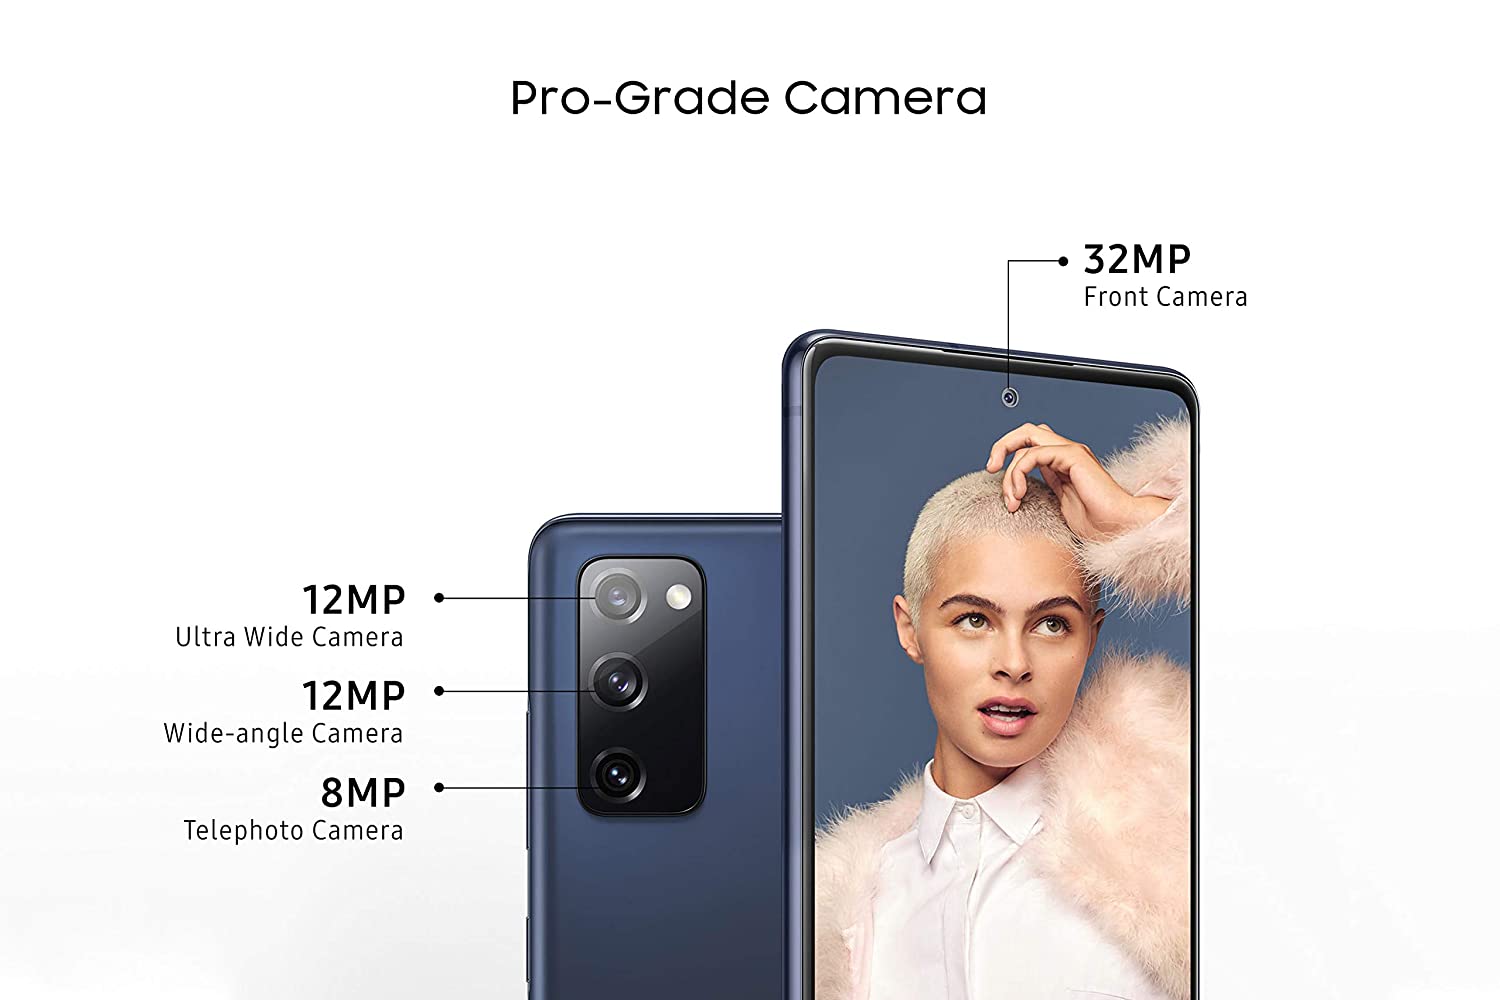 Pro-Grade Camera
32MP
Front Camera
12MP
Ultra Wide Camera
12MP
Wide-angle Camera
8MP
Telephoto Camera